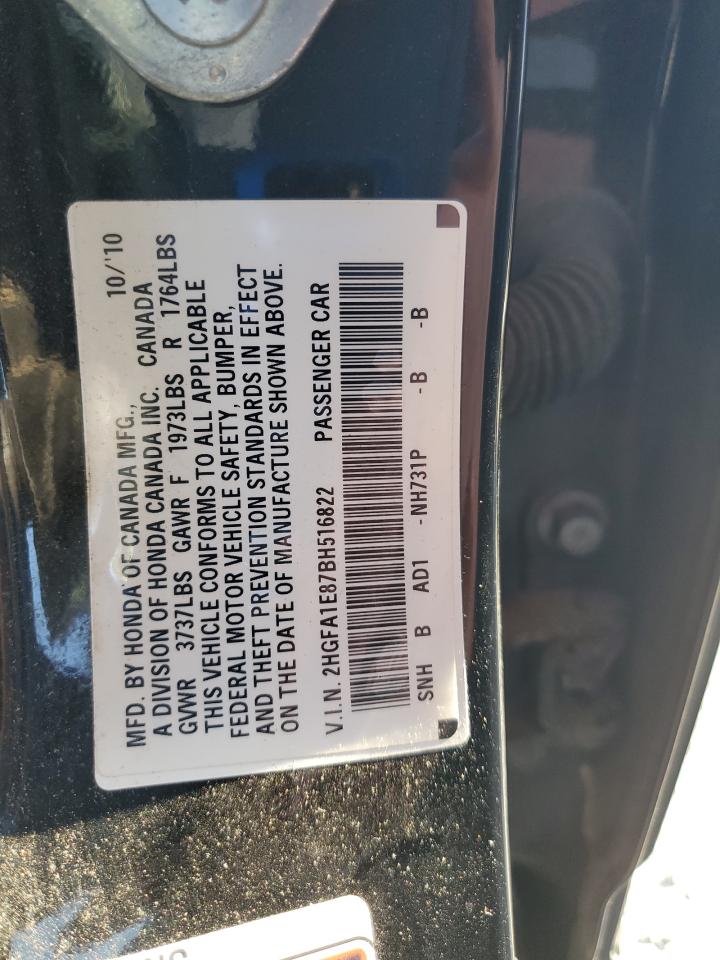 MFD. BY HONDA OF CANADA MFG., 10/'10
A DIVISION OF HONDA CANADA INC. CANADA
GVWR 3737LBS GAWR F 1973LBS R 1764LBS
THIS VEHICLE CONFORMS TO ALL APPLICABLE
FEDERAL MOTOR VEHICLE SAFETY, BUMPER,
AND THEFT PREVENTION STANDARDS IN EFFECT
ON THE DATE OF MANUFACTURE SHOWN ABOVE.
V.I.N. 2HGFA1E87BH516822 PASSENGER CAR
SNH B AD1 -NH731P -B -B